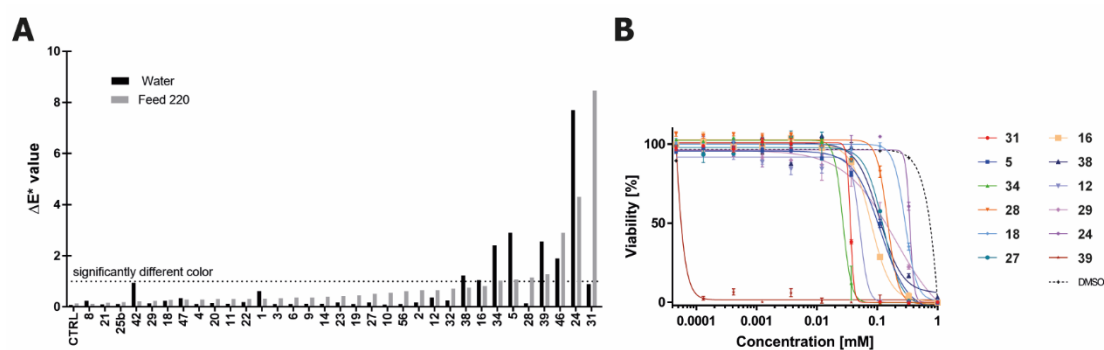 A
ΔE* value
10
8
6
4
2
0
Water
Feed 220
significantly different color
CTRL 8 21 25b 42 29 18 47 4 20 11 22 1 3 6 9 14 23 19 27 10 56 2 12 32 38 16 34 5 28 39 46 24 31
B
Viability [%]
100
50
0
0.0001 0.001 0.01 0.1 1
Concentration [mM]
31 16
5 38
34 12
28 29
18 24
27 39
DMSO